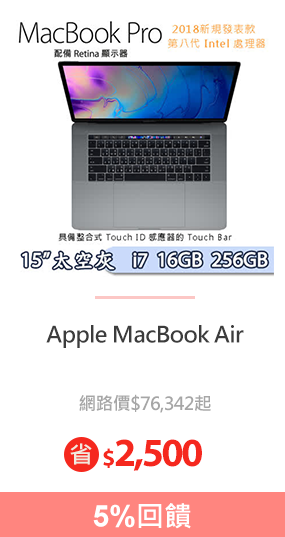 MacBook Pro
2018新規發表款
第八代 Intel 處理器
配備 Retina 顯示器
具備整合式 Touch ID 感應器的 Touch Bar
15”太空灰 i7 16GB 256GB
Apple MacBook Air
網路價$76,342起
省$2,500
5%回饋